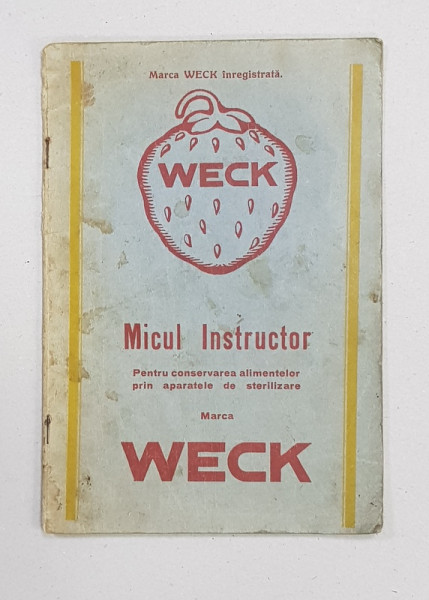 Marca WECK înregistrată.
WECK
Micul Instructor
Pentru conservarea alimentelor
prin aparatele de sterilizare
Marca
WECK